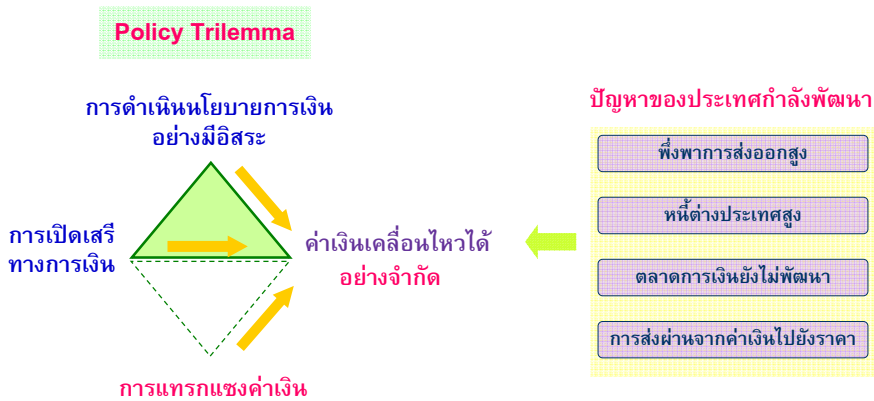 Policy Trilemma
การดำเนินนโยบายการเงิน
อย่างมีอิสระ
การเปิดเสรี
ทางการเงิน
ค่าเงินเคลื่อนไหวได้
อย่างจำกัด
การแทรกแซงค่าเงิน
ปัญหาของประเทศกำลังพัฒนา
พึ่งพาการส่งออกสูง
หนี้ต่างประเทศสูง
ตลาดการเงินยังไม่พัฒนา
การส่งผ่านจากค่าเงินไปยังราคา